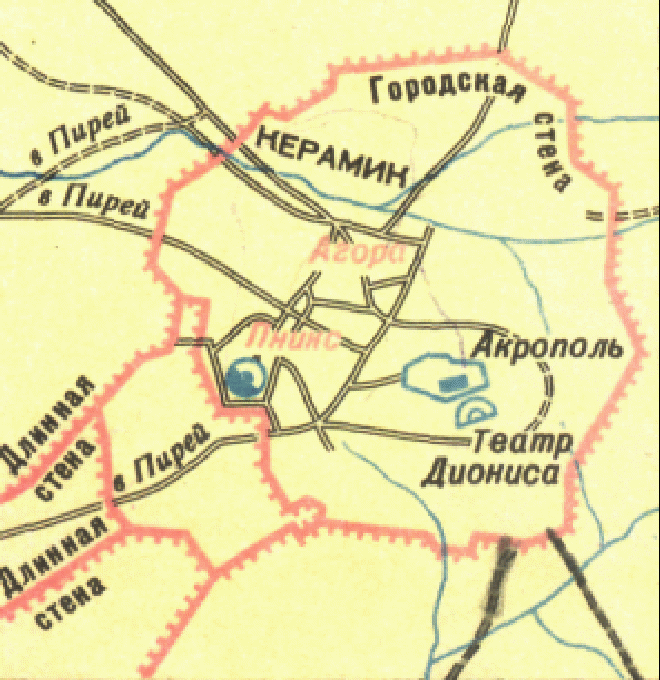 Городская
стена
в Пирей
КЕРАМИК
в Пирей
Агора
Пникс
Акрополь
Театр
Диониса
Длинная
стена
в Пирей
Длинная
стена